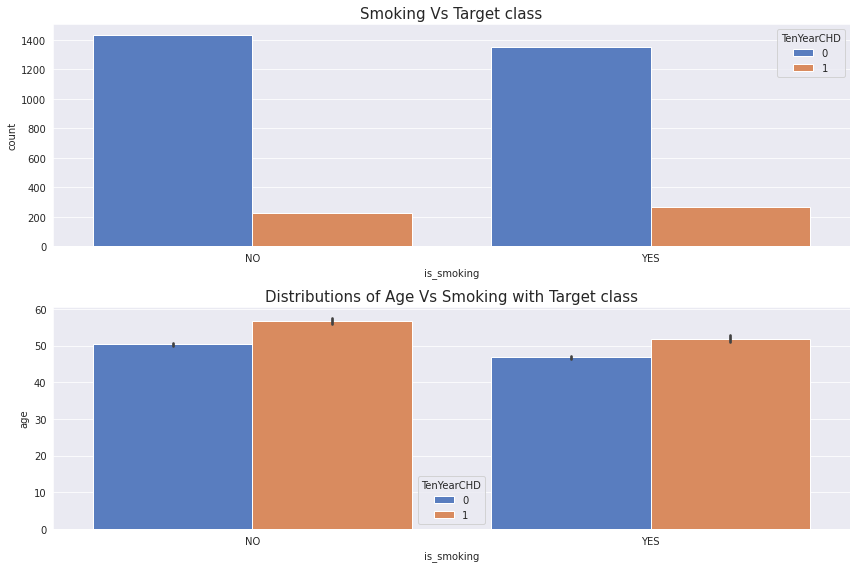 Smoking Vs Target class
TenYearCHD
0
1
1400
1200
1000
800
600
400
200
0
count
NO
YES
is_smoking
Distributions of Age Vs Smoking with Target class
60
50
40
30
20
10
0
age
TenYearCHD
0
1
NO
YES
is_smoking